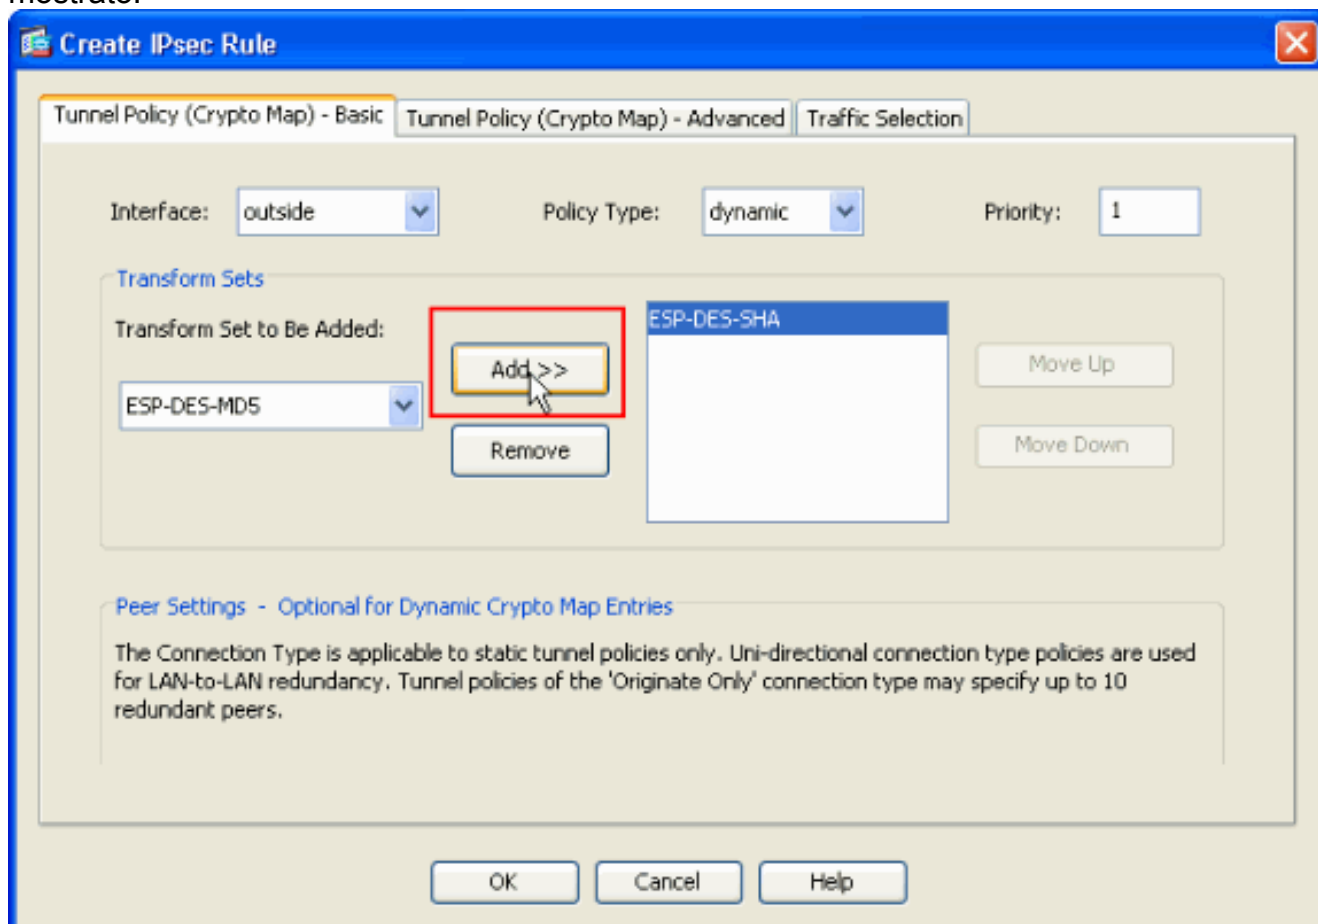 Create IPsec Rule
Tunnel Policy (Crypto Map) - Basic Tunnel Policy (Crypto Map) - Advanced Traffic Selection
Interface: outside Policy Type: dynamic Priority: 1
Transform Sets
Transform Set to Be Added:
ESP-DES-SHA
Add >>
Move Up
ESP-DES-MD5
Remove
Move Down
Peer Settings - Optional for Dynamic Crypto Map Entries
The Connection Type is applicable to static tunnel policies only. Uni-directional connection type policies are used
for LAN-to-LAN redundancy. Tunnel policies of the 'Originate Only' connection type may specify up to 10
redundant peers.
OK Cancel Help